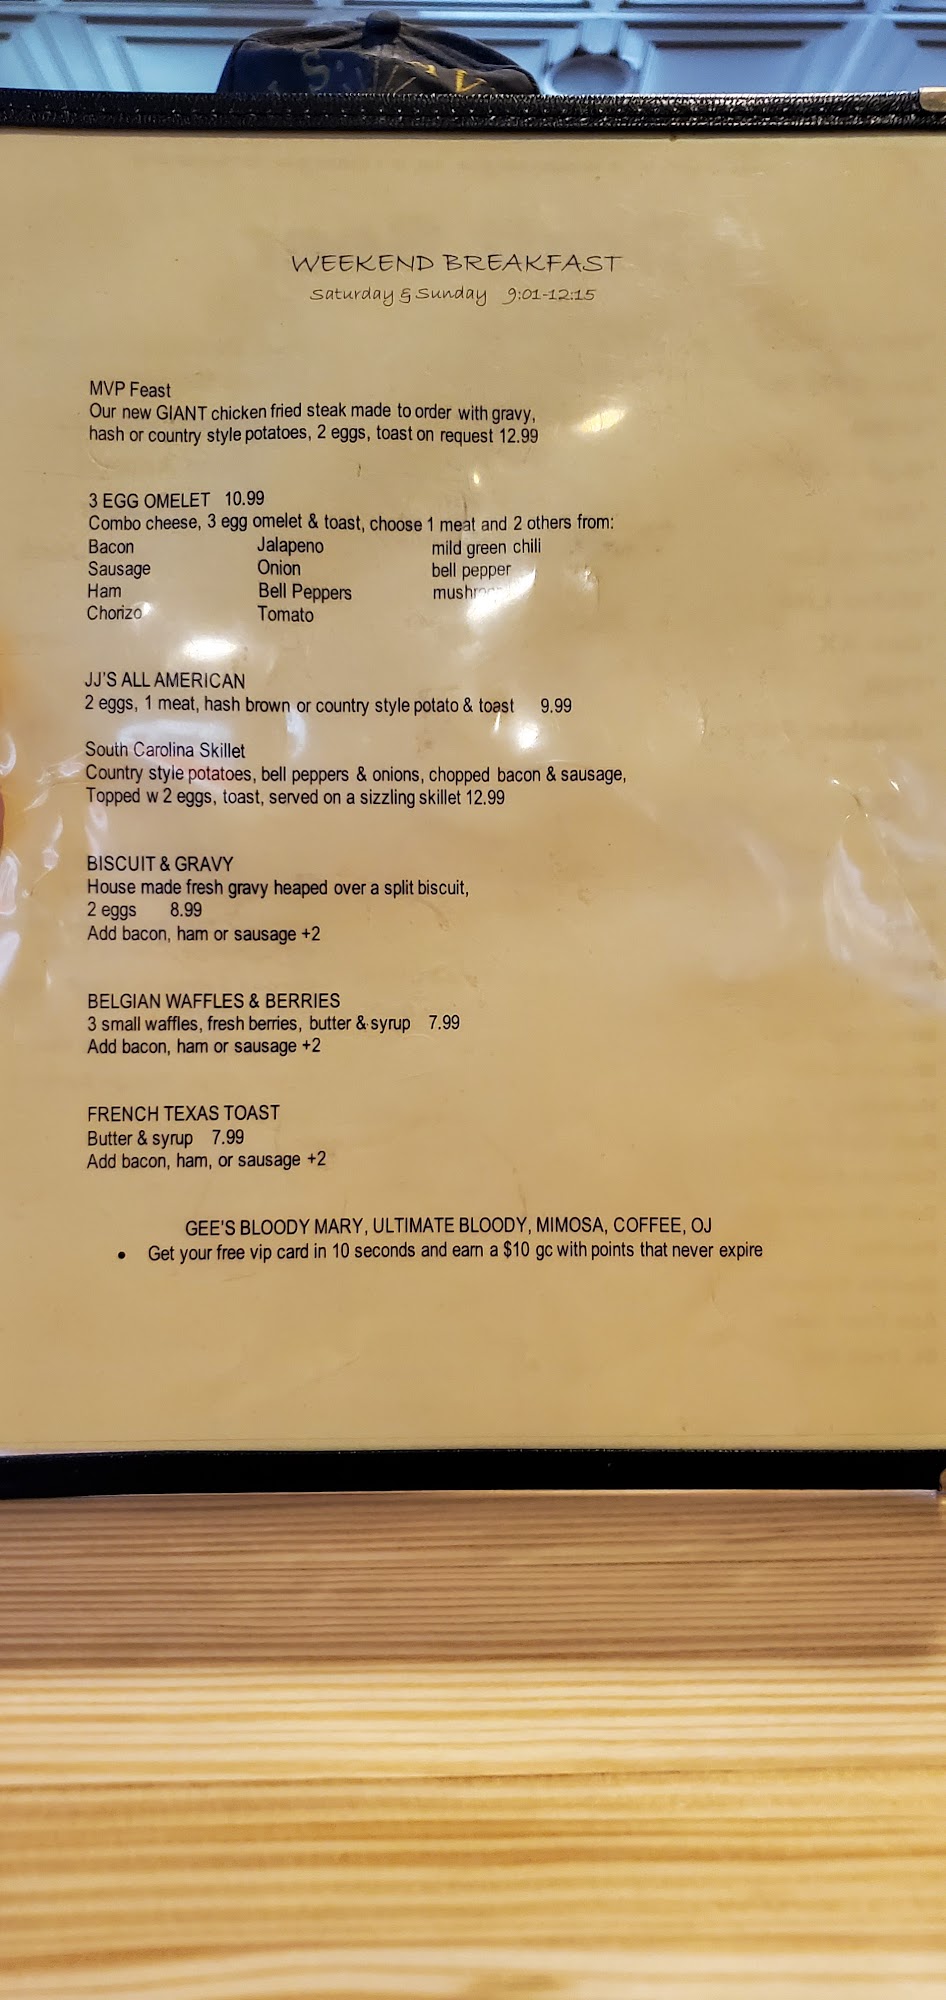 WEEKEND BREAKFAST
Saturday & Sunday 9:01-12:15
MVP Feast
Our new GIANT chicken fried steak made to order with gravy,
hash or country style potatoes, 2 eggs, toast on request 12.99
3 EGG OMELET 10.99
Combo cheese, 3 egg omelet & toast, choose 1 meat and 2 others from:
Bacon Jalapeno mild green chili
Sausage Onion bell pepper
Ham Bell Peppers
Chorizo Tomato
JJ'S ALL AMERICAN
2 eggs, 1 meat, hash brown or country style potato & toast 9.99
South Carolina Skillet
Country style potatoes, bell peppers & onions, chopped bacon & sausage,
Topped w 2 eggs, toast, served on a sizzling skillet 12.99
BISCUIT & GRAVY
House made fresh gravy heaped over a split biscuit,
2 eggs 8.99
Add bacon, ham or sausage +2
BELGIAN WAFFLES & BERRIES
3 small waffles, fresh berries, butter & syrup 7.99
Add bacon, ham or sausage +2
FRENCH TEXAS TOAST
Butter & syrup 7.99
Add bacon, ham, or sausage +2
GEE'S BLOODY MARY, ULTIMATE BLOODY, MIMOSA, COFFEE, OJ
• Get your free vip card in 10 seconds and earn a $10 gc with points that never expire